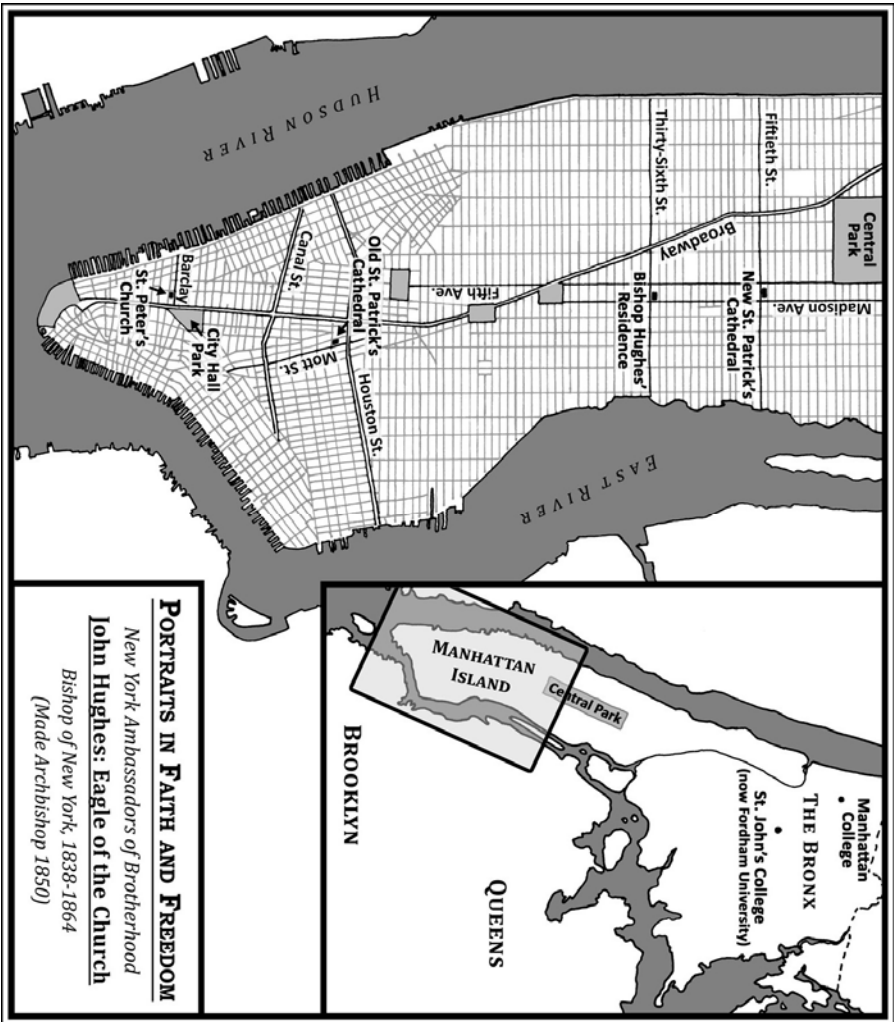 HUDSON RIVER
Fiftieth St.
Thirty-Sixth St.
Central
Park
Broadway
Madison Ave.
Fifth Ave.
New St. Patrick's
Cathedral
Bishop Hughes'
Residence
Old St. Patrick's
Cathedral
Canal St.
Barclay
St. Peter's
Church
City Hall
Park
Mott St.
Houston St.
EAST RIVER
MANHATTAN
ISLAND
Central Park
Manhattan
College
THE BRONX
St. John's College
(now Fordham University)
BROOKLYN
QUEENS
PORTRAITS IN FAITH AND FREEDOM
New York Ambassadors of Brotherhood
John Hughes: Eagle of the Church
Bishop of New York, 1838-1864
(Made Archbishop 1850)